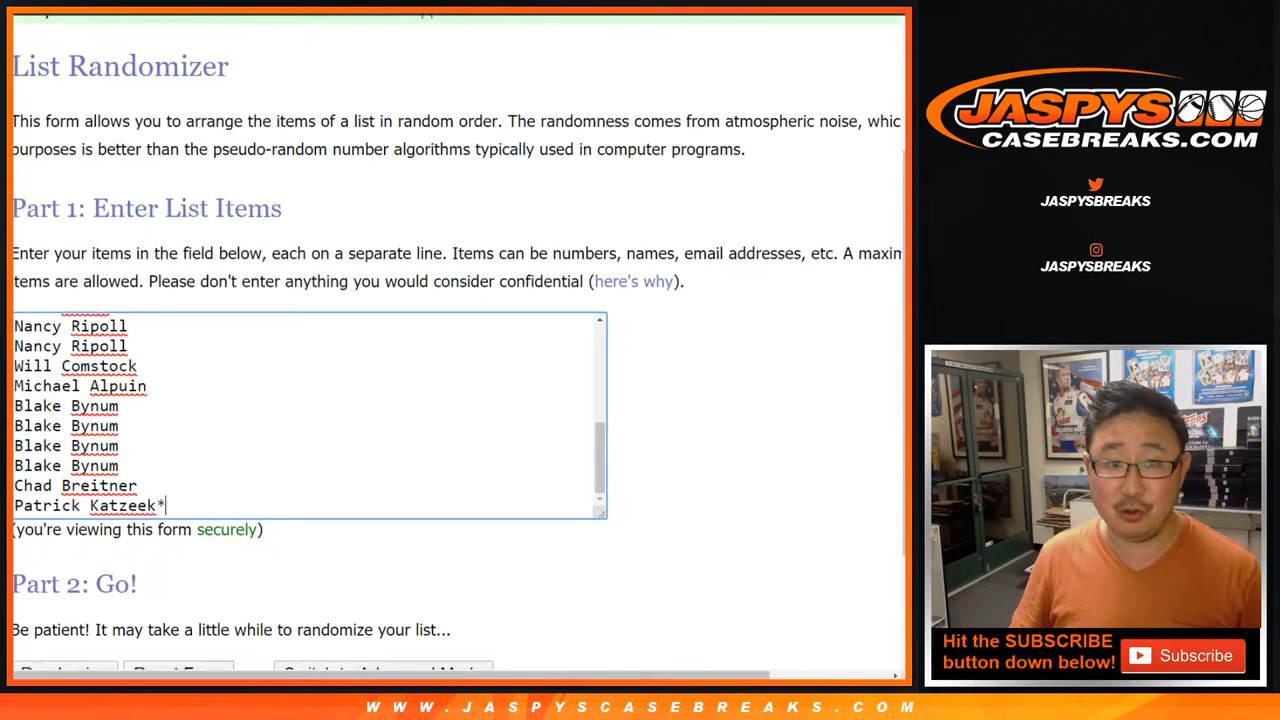 List Randomizer
This form allows you to arrange the items of a list in random order. The randomness comes from atmospheric noise, whic
purposes is better than the pseudo-random number algorithms typically used in computer programs.
Part 1: Enter List Items
Enter your items in the field below, each on a separate line. Items can be numbers, names, email addresses, etc. A maxim
items are allowed. Please don't enter anything you would consider confidential (here's why).
Nancy Ripoll
Nancy Ripoll
Will Comstock
Michael Alpuin
Blake Bynum
Blake Bynum
Blake Bynum
Blake Bynum
Chad Breitner
Patrick Katzeek*
(you're viewing this form securely)
Part 2: Go!
Be patient! It may take a little while to randomize your list...
JASPYS
CASEBREAKS.COM
JASPYSBREAKS
JASPYSBREAKS
Hit the SUBSCRIBE
button down below!
Subscribe
WWW.JASPYSCASEBREAKS.COM